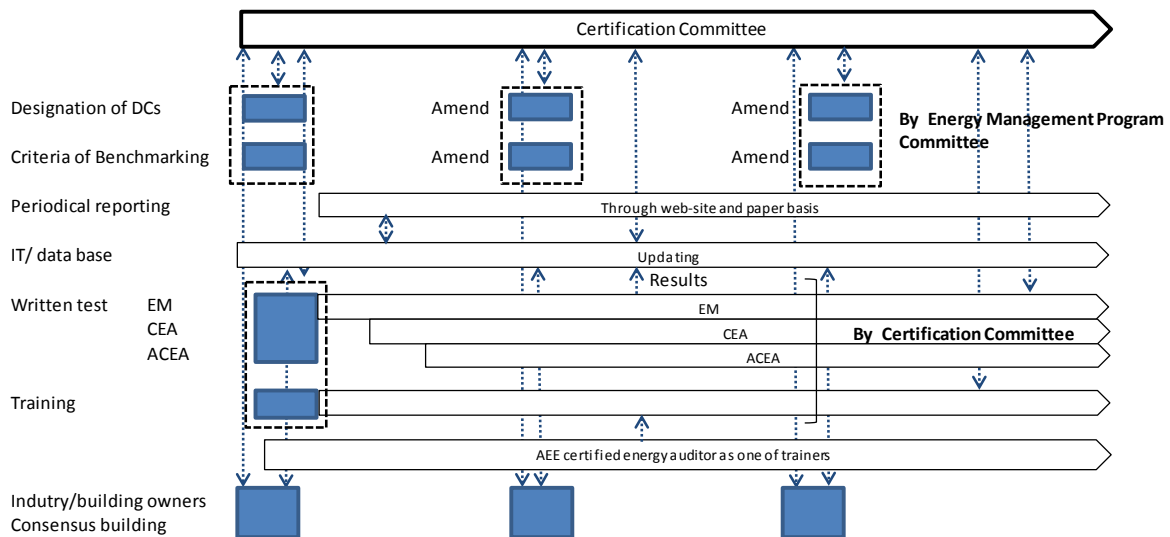 Certification Committee
Designation of DCs
Amend
Amend
By Energy Management Program
Committee
Criteria of Benchmarking
Amend
Amend
Periodical reporting
Through web-site and paper basis
IT/ data base
Updating
Results
Written test EM
EM
CEA
CEA
By Certification Committee
ACEA
ACEA
Training
AEE certified energy auditor as one of trainers
Indutry/building owners
Consensus building